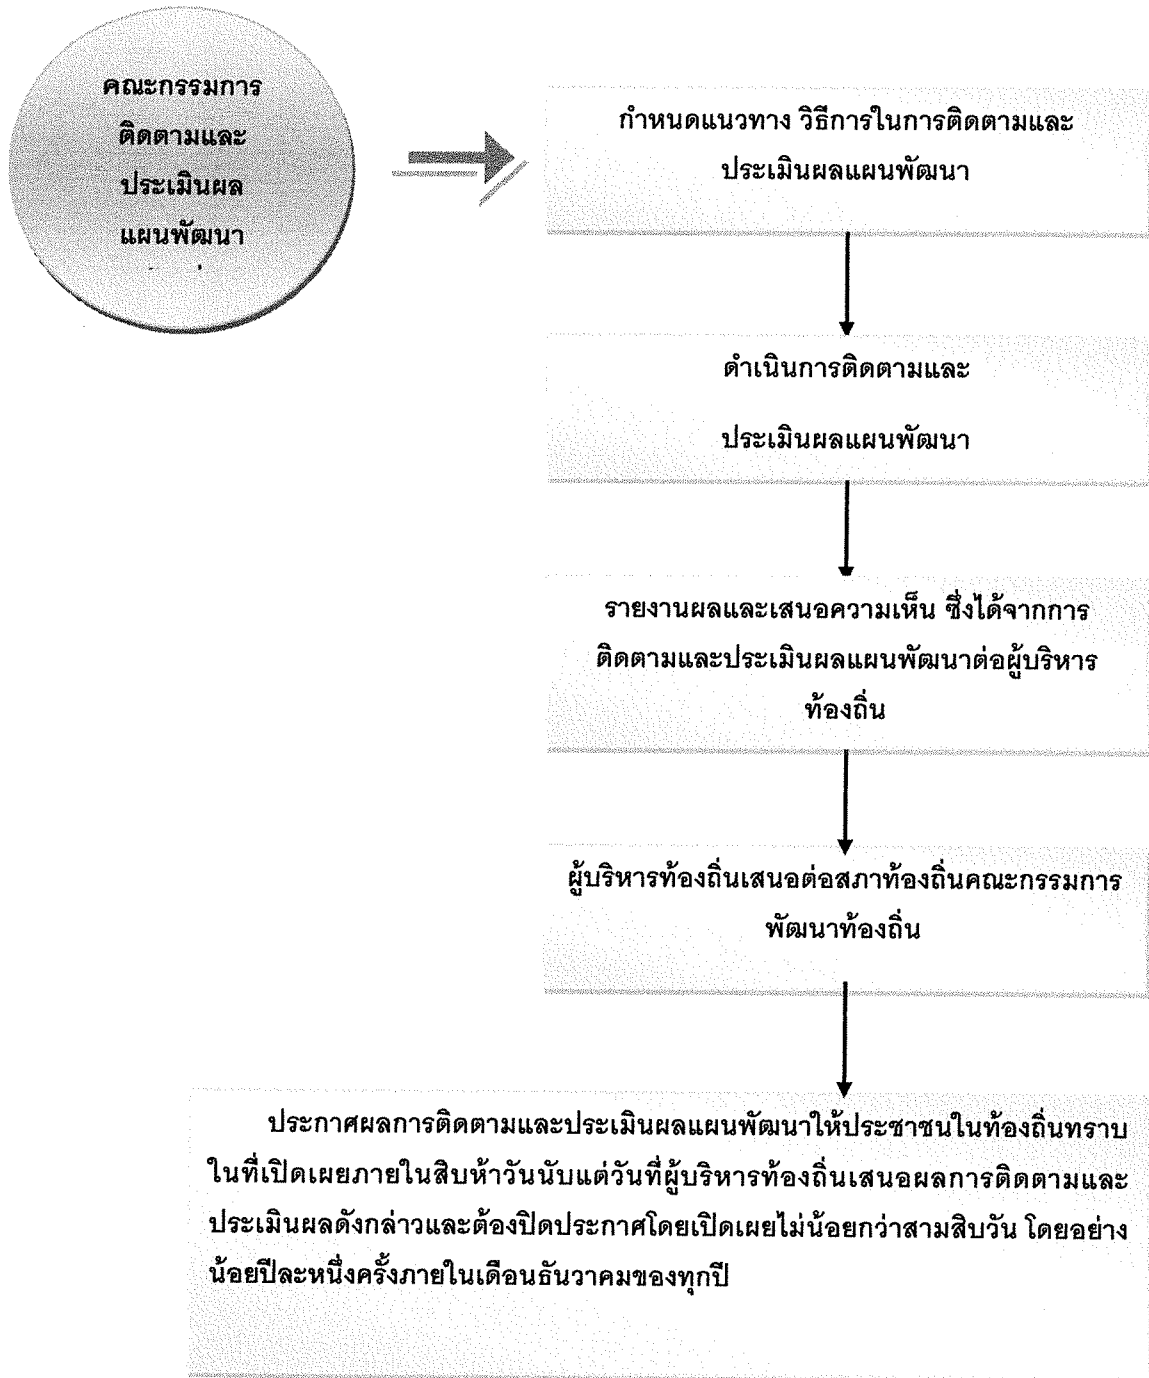 คณะกรรมการ
ติดตามและ
ประเมินผล
แผนพัฒนา
กำหนดแนวทาง วิธีการในการติดตามและ
ประเมินผลแผนพัฒนา
ดำเนินการติดตามและ
ประเมินผลแผนพัฒนา
รายงานผลและเสนอความเห็น ซึ่งได้จากการ
ติดตามและประเมินผลแผนพัฒนาต่อผู้บริหาร
ท้องถิ่น
ผู้บริหารท้องถิ่นเสนอต่อสภาท้องถิ่นคณะกรรมการ
พัฒนาท้องถิ่น
ประกาศผลการติดตามและประเมินผลแผนพัฒนาให้ประชาชนในท้องถิ่นทราบ
ในที่เปิดเผยภายในสิบห้าวันนับแต่วันที่ผู้บริหารท้องถิ่นเสนอผลการติดตามและ
ประเมินผลดังกล่าวและต้องปิดประกาศโดยเปิดเผยไม่น้อยกว่าสามสิบวัน โดยอย่าง
น้อยปีละหนึ่งครั้งภายในเดือนธันวาคมของทุกปี